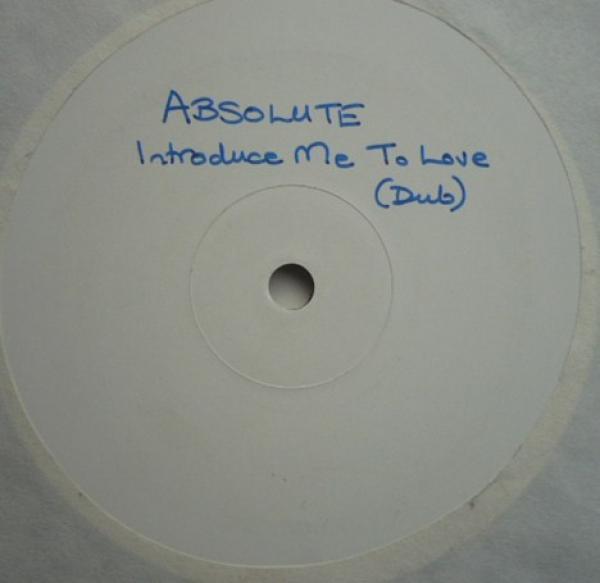 ABSOLUTE
Introduce Me To Love
(Dub)